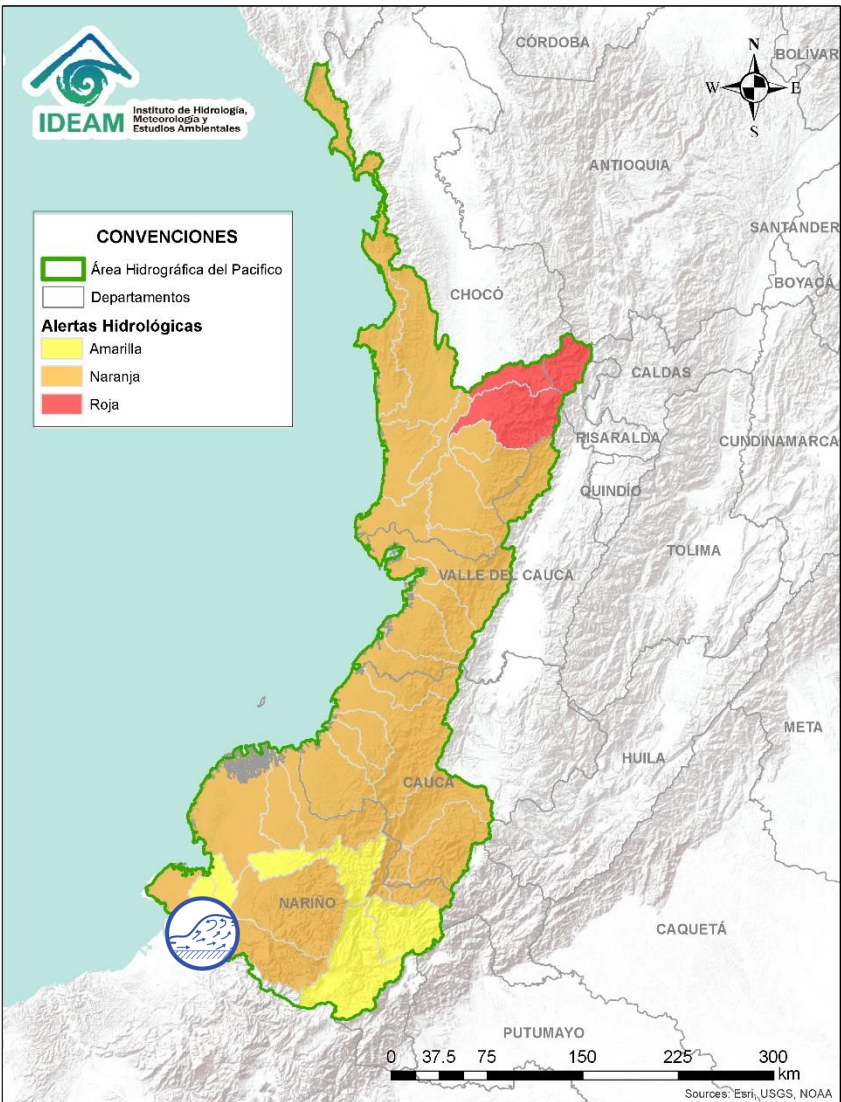 IDEAM
Instituto de Hidrología,
Meteorología y
Estudios Ambientales
N
W
E
S
CÓRDOBA
BOLÍVAR
ANTIOQUIA
SANTANDER
BOYACÁ
CHOCÓ
CONVENCIONES
Área Hidrográfica del Pacifico
Departamentos
Alertas Hidrológicas
Amarilla
Naranja
Roja
CALDAS
RISARALDA
CUNDINAMARCA
QUINDÍO
TOLIMA
VALLE DEL CAUCA
META
HUILA
CAUCA
NARIÑO
CAQUETÁ
PUTUMAYO
0 37.5 75 150 225 300
km
Sources: Esri, USGS, NOAA